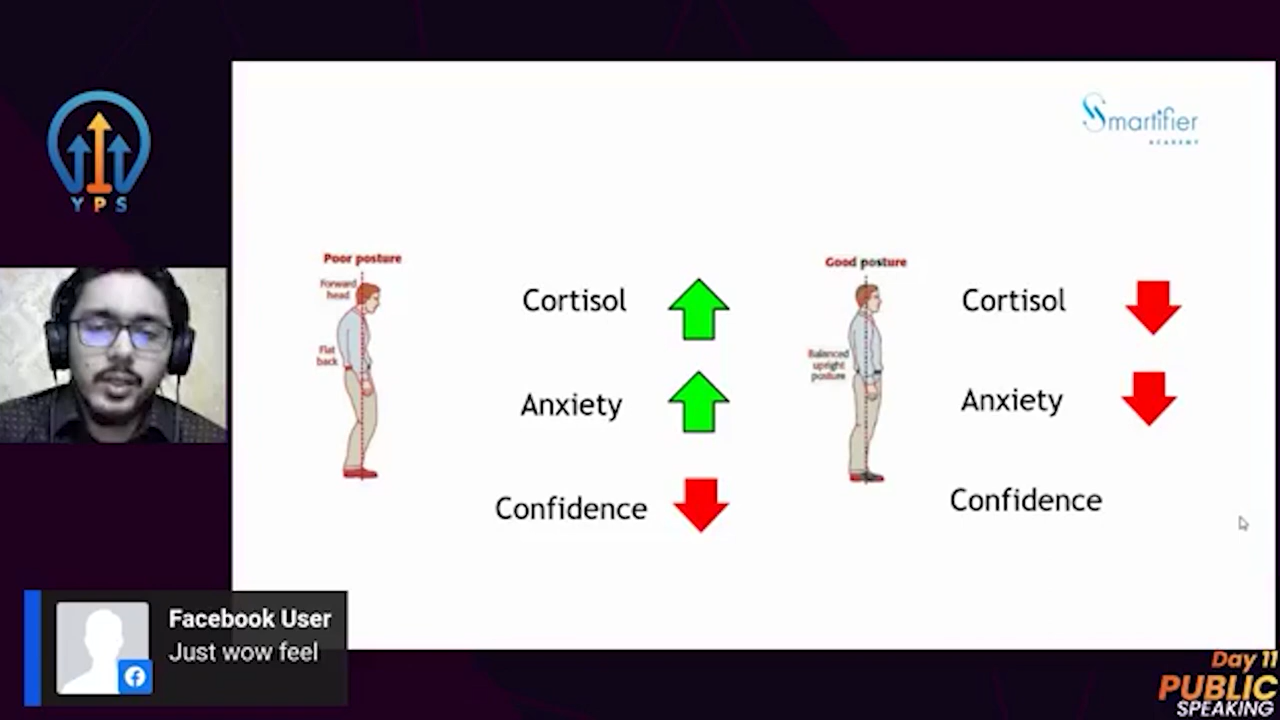 Smartifier
ACADEMY
YPS
Poor posture
Forward
head
Flat
back
Cortisol
Anxiety
Confidence
Good posture
Balanced
upright
posture
Cortisol
Anxiety
Confidence
Facebook User
Just wow feel
Day 11
PUBLIC
SPEAKING